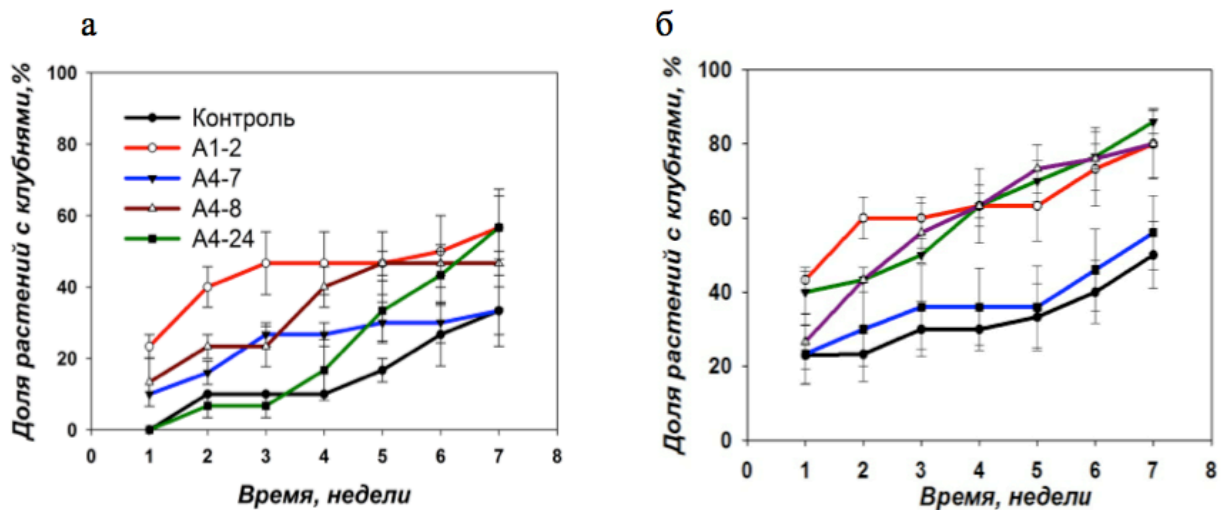 а
Доля растений с клубнями,%
100
80
60
40
20
0
Контроль
А1-2
А4-7
А4-8
А4-24
0 1 2 3 4 5 6 7 8
Время, недели
б
Доля растений с клубнями, %
100
80
60
40
20
0
0 1 2 3 4 5 6 7 8
Время, недели